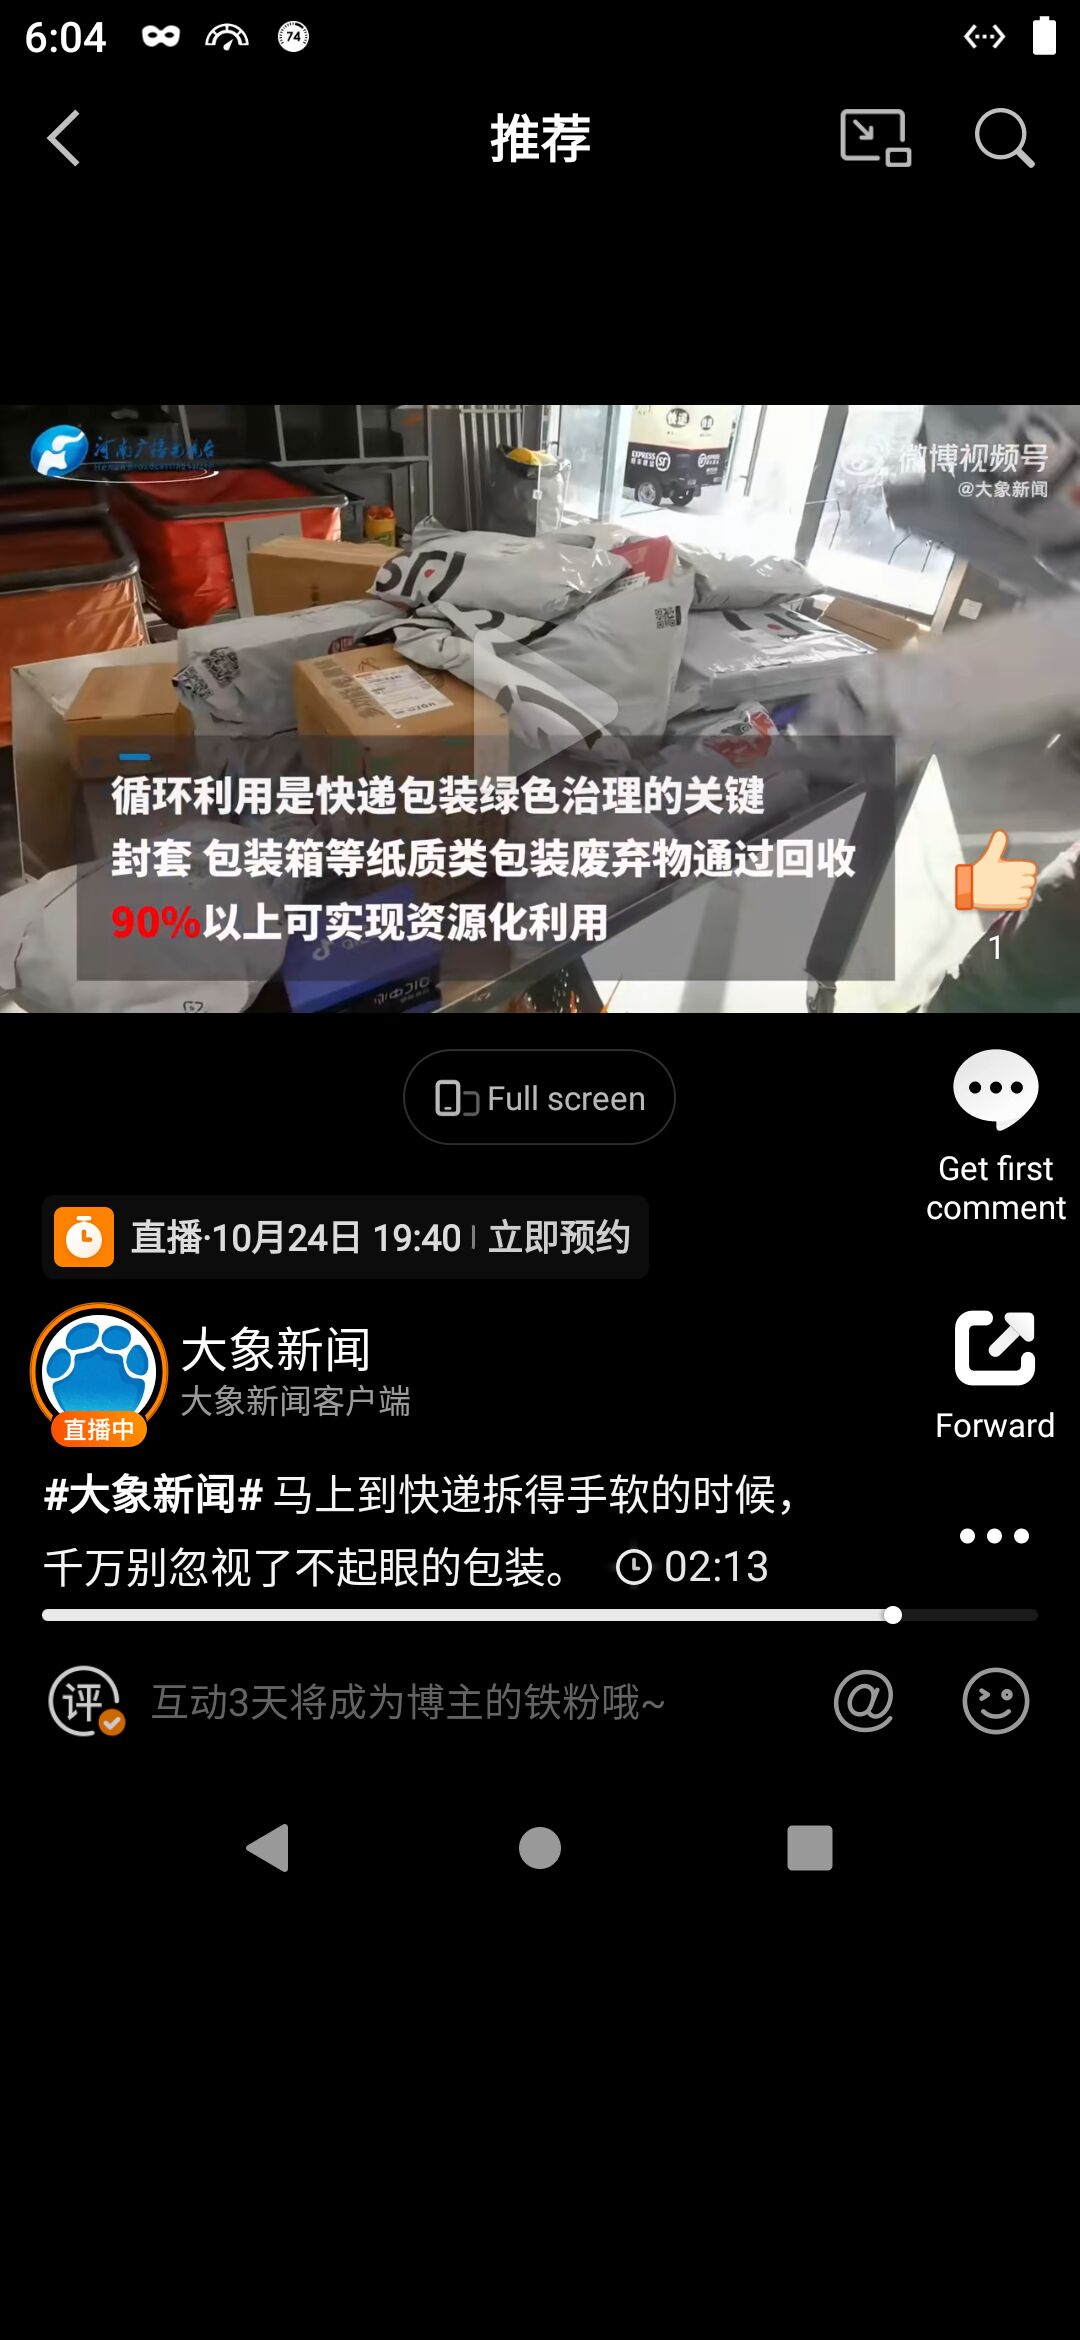 6:04
74
推荐
河南广播电视台
Henan Broadcasting System
微博视频号
@大象新闻
快递
EXPRESS
循环利用是快递包装绿色治理的关键
封套 包装箱等纸质类包装废弃物通过回收
90%以上可实现资源化利用
1
Full screen
Get first
comment
直播·10月24日 19:40 | 立即预约
大象新闻
大象新闻客户端
直播中
Forward
#大象新闻# 马上到快递拆得手软的时候，
千万别忽视了不起眼的包装。 02:13
评 互动3天将成为博主的铁粉哦~